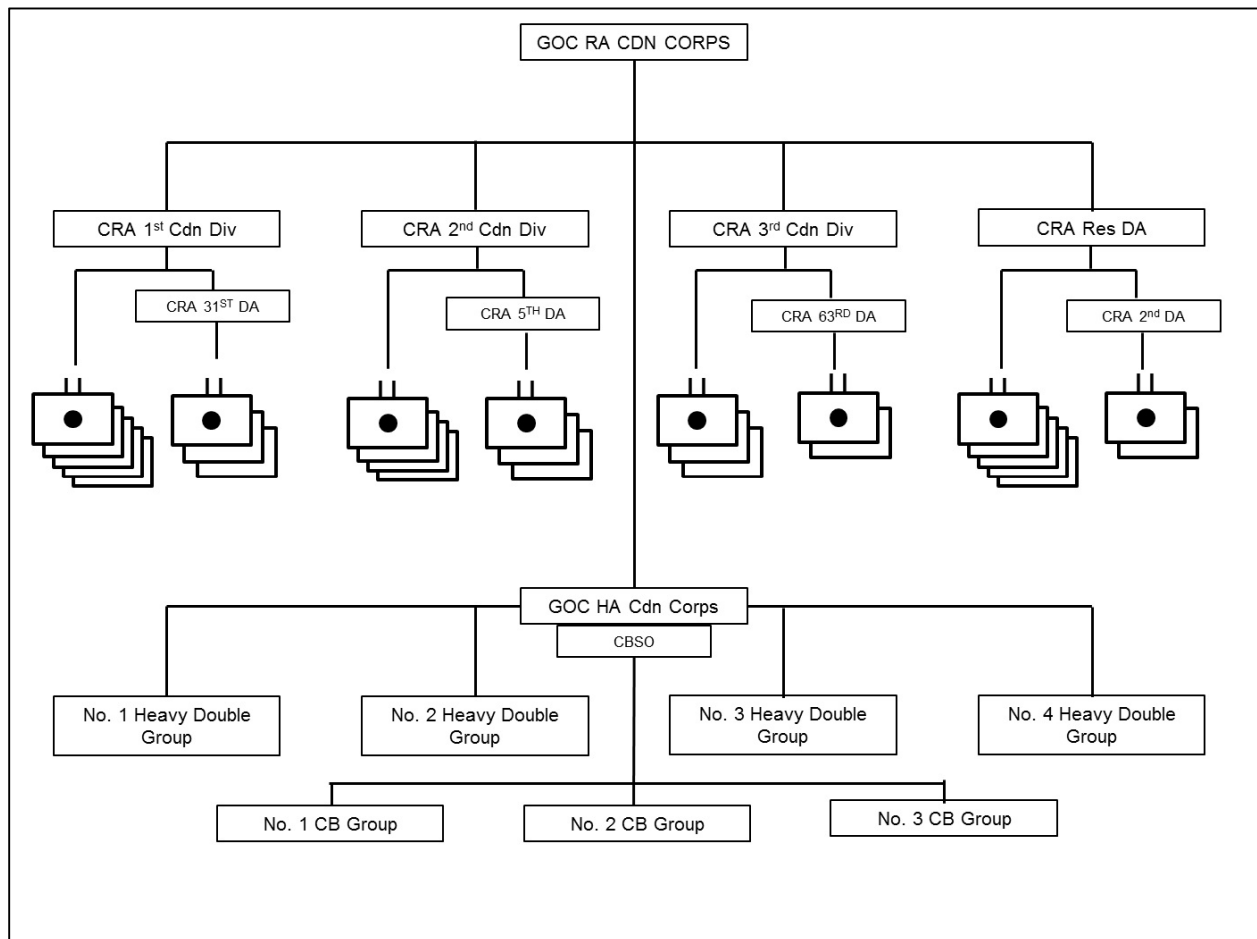 GOC RA CDN CORPS
CRA 1st Cdn Div
CRA 2nd Cdn Div
CRA 3rd Cdn Div
CRA Res DA
CRA 31ST DA
CRA 5TH DA
CRA 63RD DA
CRA 2nd DA
GOC HA Cdn Corps
CBSO
No. 1 Heavy Double
Group
No. 2 Heavy Double
Group
No. 3 Heavy Double
Group
No. 4 Heavy Double
Group
No. 1 CB Group
No. 2 CB Group
No. 3 CB Group